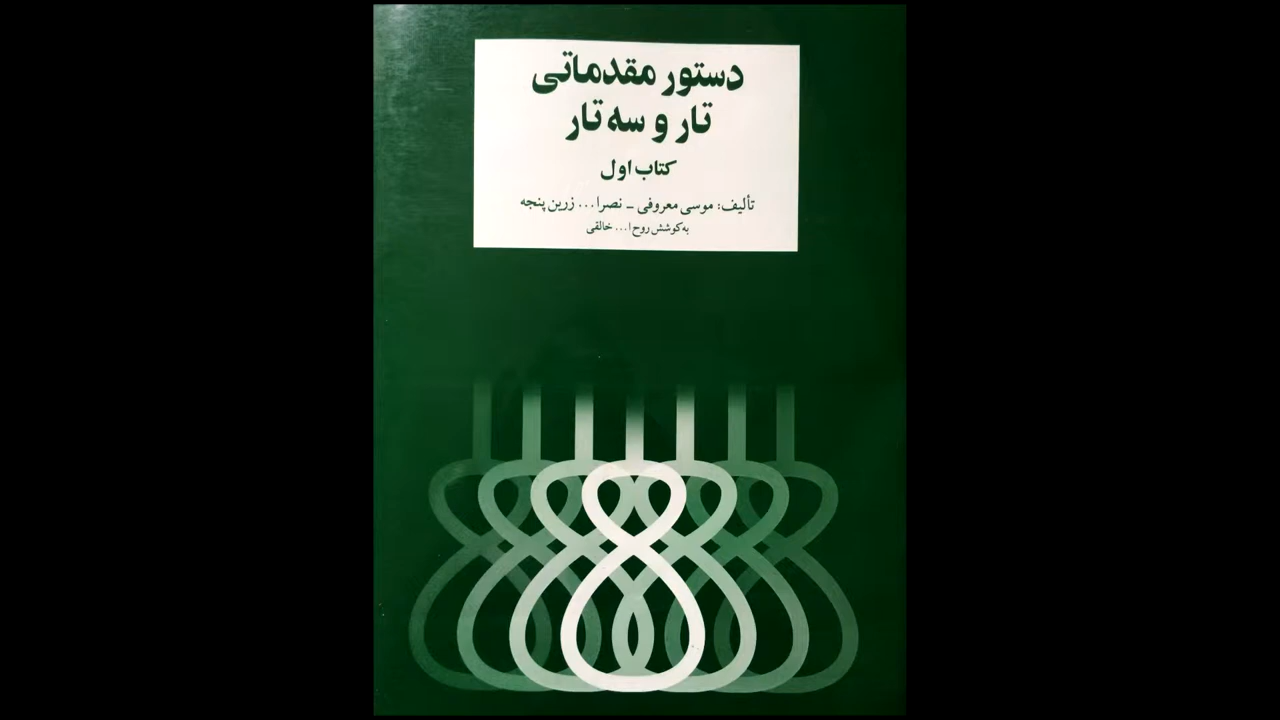 دستور مقدماتی
تار و سه تار
کتاب اول
تألیف: موسی معروفی ـ نصرا... زرین پنجه
به کوشش روح ا... خالقی